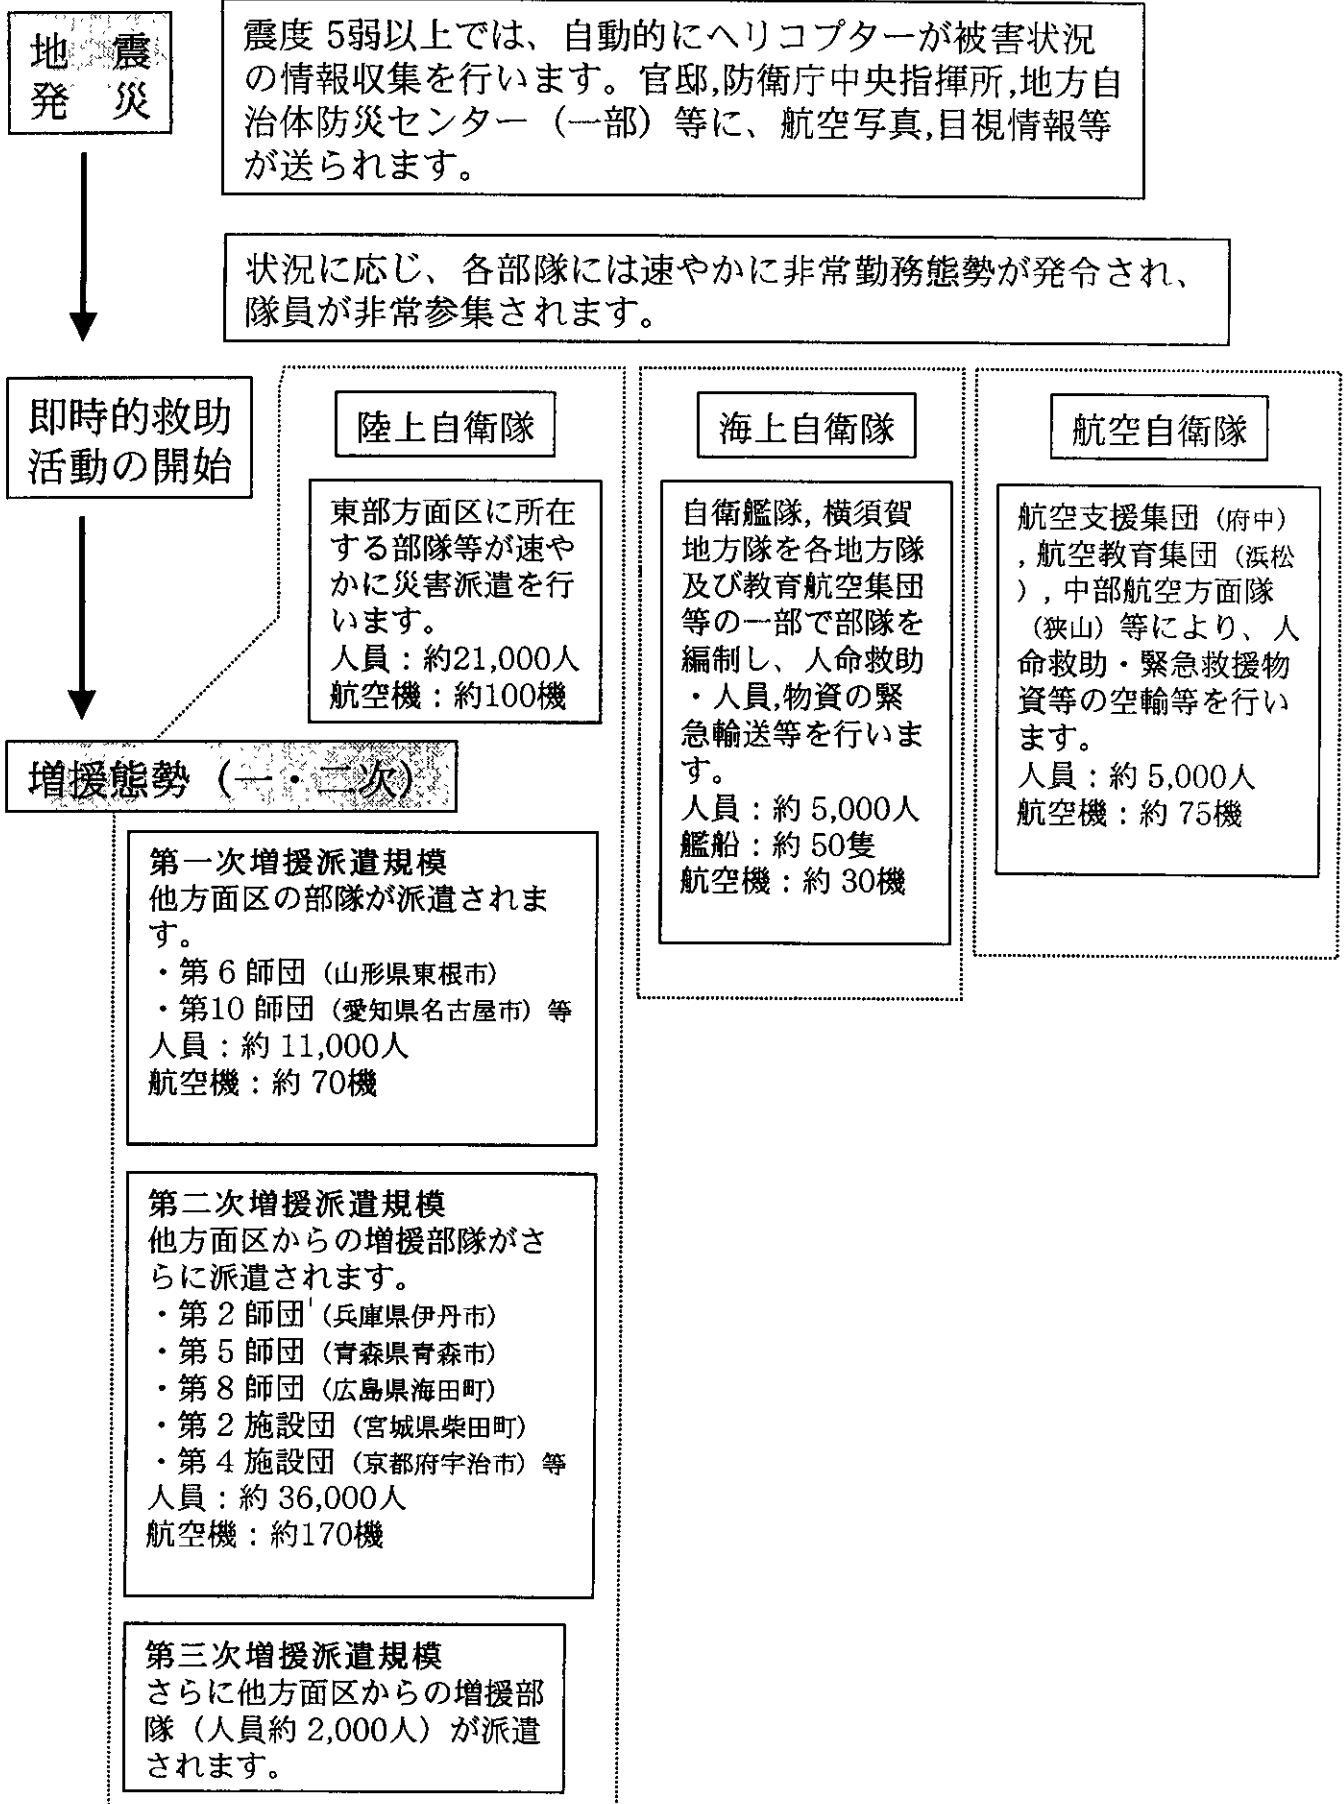 地　震
発　災
震度 5弱以上では、自動的にヘリコプターが被害状況
の情報収集を行います。官邸,防衛庁中央指揮所,地方自
治体防災センター（一部）等に、航空写真,目視情報等
が送られます。
状況に応じ、各部隊には速やかに非常勤務態勢が発令され、
隊員が非常参集されます。
即時的救助
活動の開始
陸上自衛隊
東部方面区に所在
する部隊等が速や
かに災害派遣を行
います。
人員：約21,000人
航空機：約100機
海上自衛隊
自衛艦隊, 横須賀
地方隊を各地方隊
及び教育航空集団
等の一部で部隊を
編制し、人命救助
・人員,物資の緊
急輸送等を行いま
す。
人員：約 5,000人
艦船：約 50隻
航空機：約 30機
航空自衛隊
航空支援集団（府中）
, 航空教育集団（浜松
）, 中部航空方面隊
（狭山）等により、人
命救助・緊急救援物
資等の空輸等を行い
ます。
人員：約 5,000人
航空機：約 75機
増援態勢（一・二次）
第一次増援派遣規模
他方面区の部隊が派遣されま
す。
・第 6 師団（山形県東根市）
・第10 師団（愛知県名古屋市）等
人員：約 11,000人
航空機：約 70機
第二次増援派遣規模
他方面区からの増援部隊がさ
らに派遣されます。
・第 2 師団（兵庫県伊丹市）
・第 5 師団（青森県青森市）
・第 8 師団（広島県海田町）
・第 2 施設団（宮城県柴田町）
・第 4 施設団（京都府宇治市）等
人員：約 36,000人
航空機：約170機
第三次増援派遣規模
さらに他方面区からの増援部
隊（人員約 2,000人）が派遣
されます。